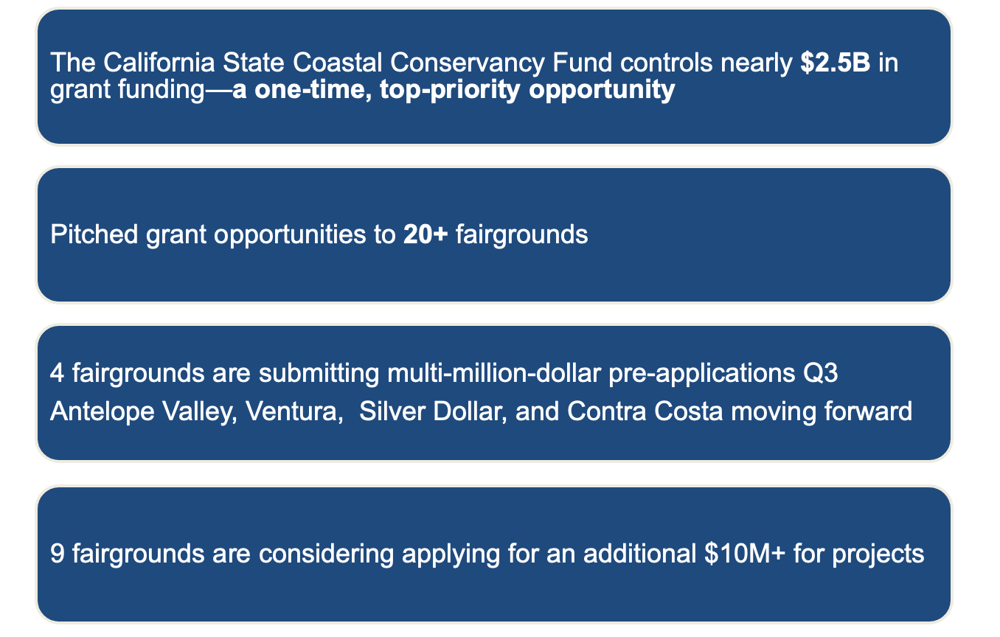 The California State Coastal Conservancy Fund controls nearly $2.5B in
grant funding—a one-time, top-priority opportunity
Pitched grant opportunities to 20+ fairgrounds
4 fairgrounds are submitting multi-million-dollar pre-applications Q3
Antelope Valley, Ventura,  Silver Dollar, and Contra Costa moving forward
9 fairgrounds are considering applying for an additional $10M+ for projects